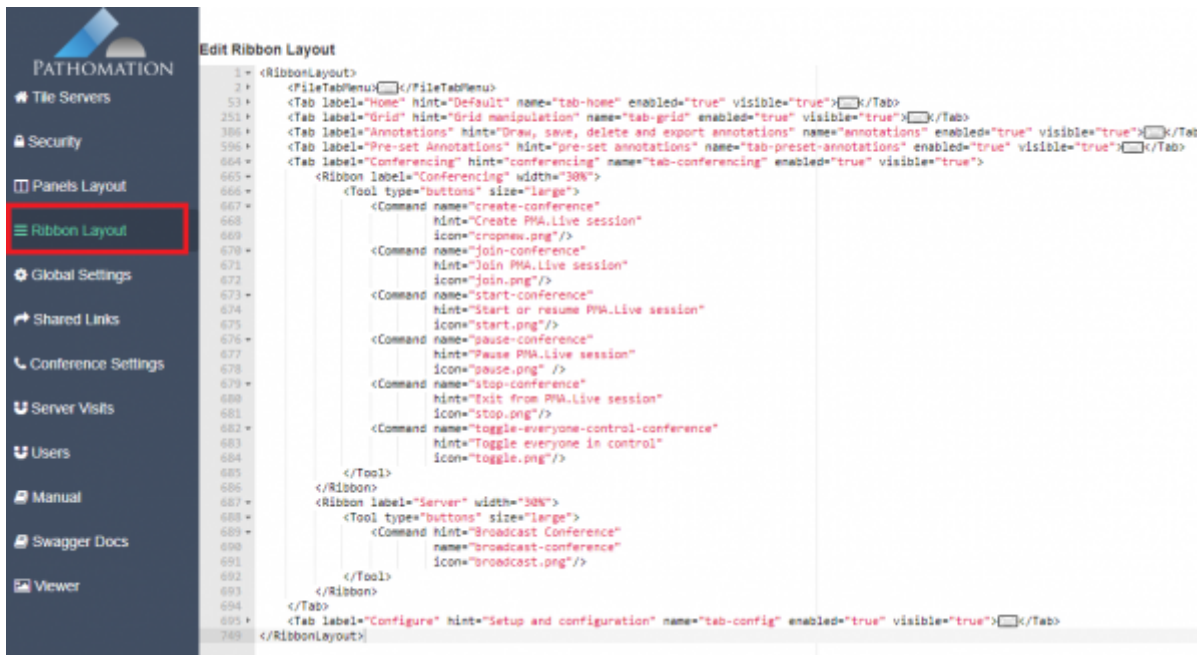 PATHOMATION
Tile Servers
Security
Panels Layout
Ribbon Layout
Global Settings
Shared Links
Conference Settings
Server Visits
Users
Manual
Swagger Docs
Viewer
Edit Ribbon Layout
1 <RibbonLayout>
2 <FileTabMenu>...</FileTabMenu>
53 <Tab label="Home" hint="Default" name="tab-home" enabled="true" visible="true">...</Tab>
251 <Tab label="Grid" hint="Grid manipulation" name="tab-grid" enabled="true" visible="true">...</Tab>
386 <Tab label="Annotations" hint="Draw, save, delete and export annotations" name="annotations" enabled="true" visible="true">...</Tab
596 <Tab label="Pre-set Annotations" hint="pre-set annotations" name="tab-preset-annotations" enabled="true" visible="true">...</Tab>
664 <Tab label="Conferencing" hint="conferencing" name="tab-conferencing" enabled="true" visible="true">
665 <Ribbon label="Conferencing" width="30%">
666 <Tool type="buttons" size="large">
667 <Command name="create-conference"
668 hint="Create PMA.Live session"
669 icon="cropnew.png"/>
670 <Command name="join-conference"
671 hint="Join PMA.Live session"
672 icon="join.png"/>
673 <Command name="start-conference"
674 hint="Start or resume PMA.Live session"
675 icon="start.png"/>
676 <Command name="pause-conference"
677 hint="Pause PMA.Live session"
678 icon="pause.png" />
679 <Command name="stop-conference"
680 hint="Exit from PMA.Live session"
681 icon="stop.png"/>
682 <Command name="toggle-everyone-control-conference"
683 hint="Toggle everyone in control"
684 icon="toggle.png"/>
685 </Tool>
686 </Ribbon>
687 <Ribbon label="Server" width="30%">
688 <Tool type="buttons" size="large">
689 <Command hint="Broadcast Conference"
690 name="broadcast-conference"
691 icon="broadcast.png"/>
692 </Tool>
693 </Ribbon>
694 </Tab>
695 <Tab label="Configure" hint="Setup and configuration" name="tab-config" enabled="true" visible="true">...</Tab>
749 </RibbonLayout>